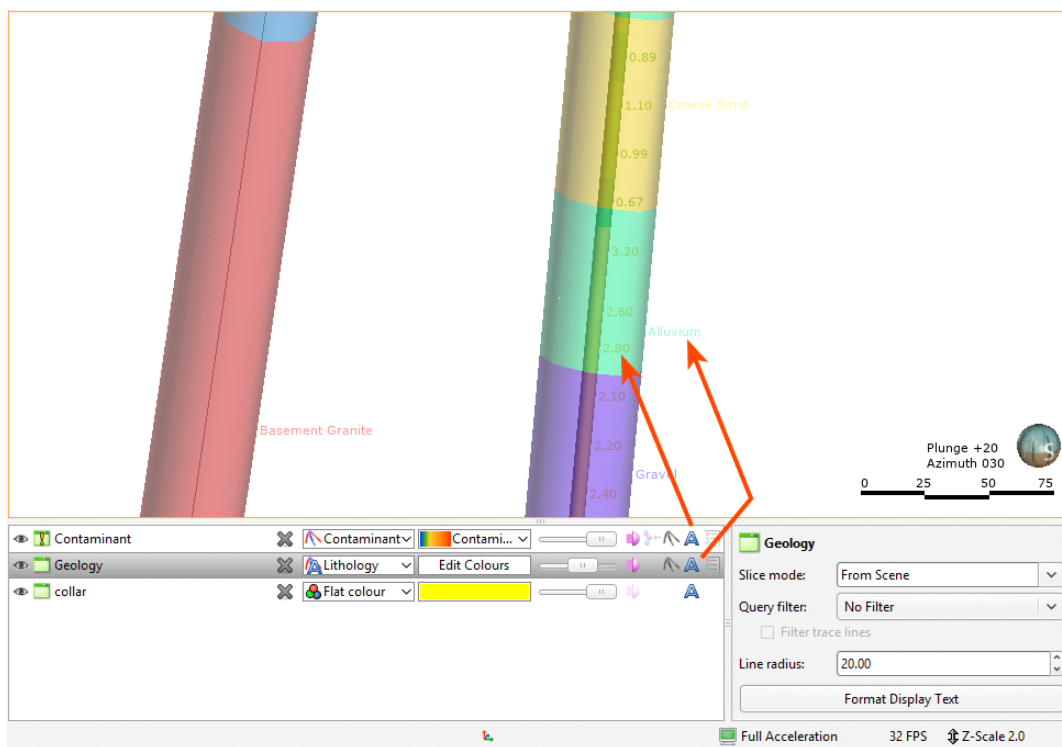 0.89
1.10
Coarse Sand
0.99
0.67
3.20
2.60
Alluvium
2.80
2.10
Basement Granite
2.20
Gravel
2.40
Plunge +20
Azimuth 030
S
0 25 50 75
Contaminant Contaminant Contami...
Geology Lithology Edit Colours
collar Flat colour
Geology
Slice mode: From Scene
Query filter: No Filter
Filter trace lines
Line radius: 20.00
Format Display Text
Full Acceleration 32 FPS Z-Scale 2.0